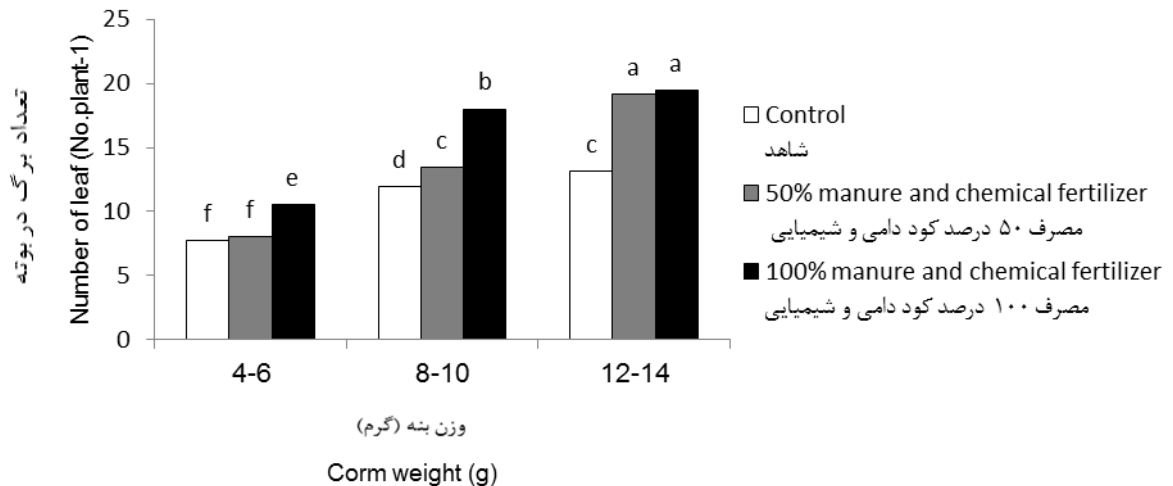 تعداد برگ در بوته
Number of leaf (No.plant-1)
25
20
15
10
5
0
f
f
e
d
c
b
c
a
a
4-6
8-10
12-14
وزن بنه (گرم)
Corm weight (g)
Control
شاهد
50% manure and chemical fertilizer
مصرف ۵۰ درصد کود دامی و شیمیایی
100% manure and chemical fertilizer
مصرف ۱۰۰ درصد کود دامی و شیمیایی